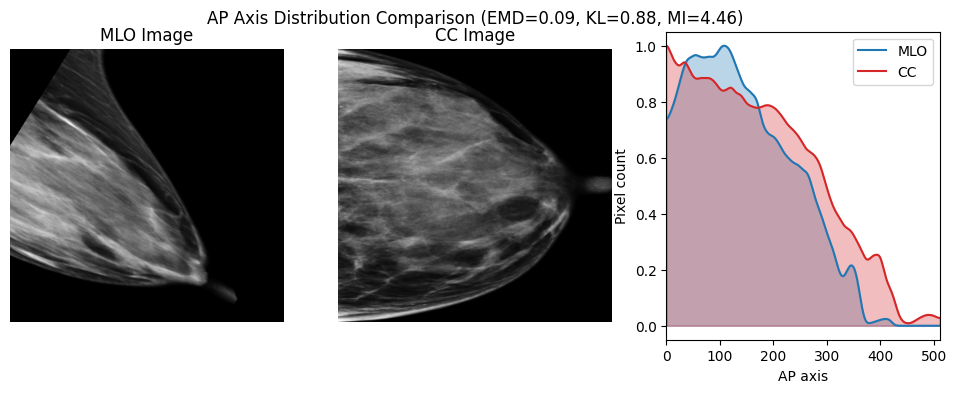 AP Axis Distribution Comparison (EMD=0.09, KL=0.88, MI=4.46)
MLO Image
CC Image
MLO
CC
Pixel count
1.0
0.8
0.6
0.4
0.2
0.0
0 100 200 300 400 500
AP axis